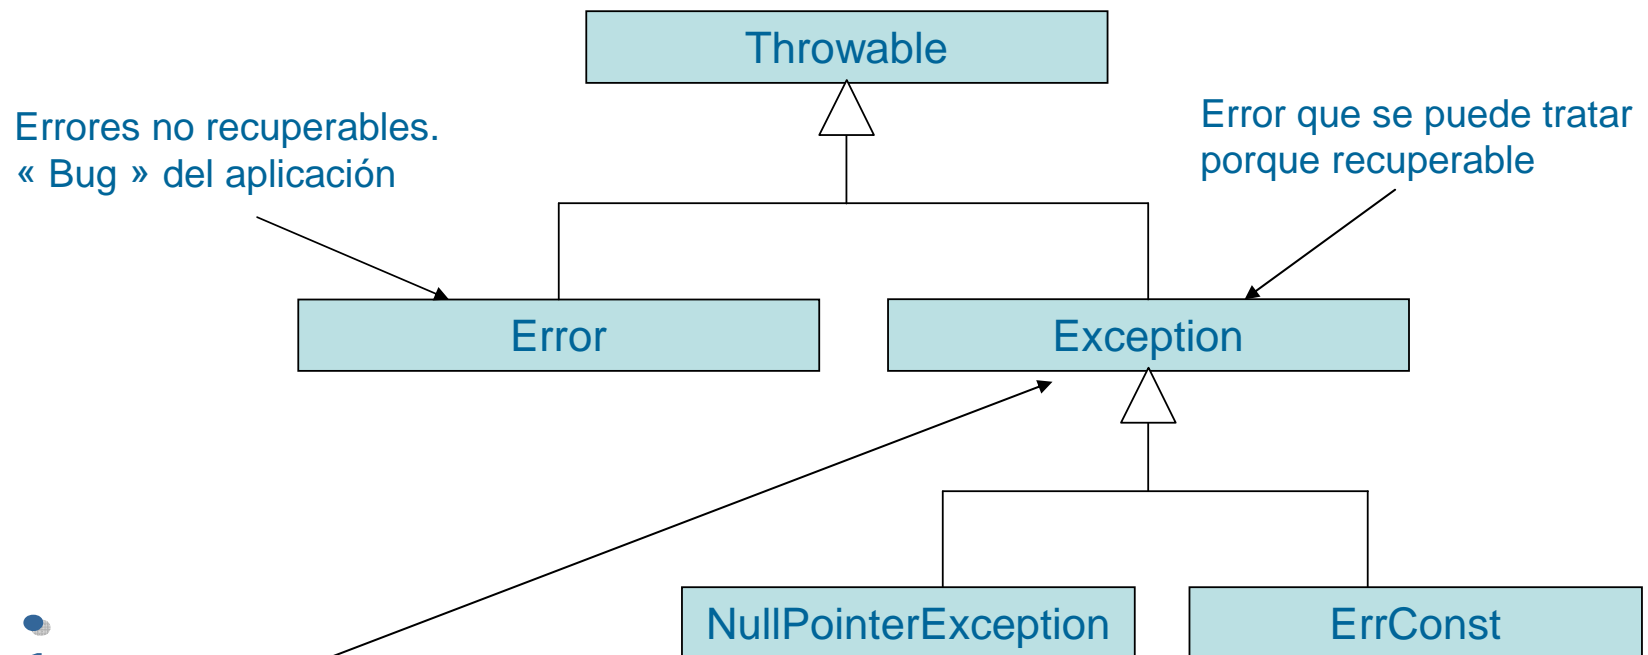 Throwable
Errores no recuperables.
« Bug » del aplicación
Error que se puede tratar
porque recuperable
Error
Exception
NullPointerException
ErrConst